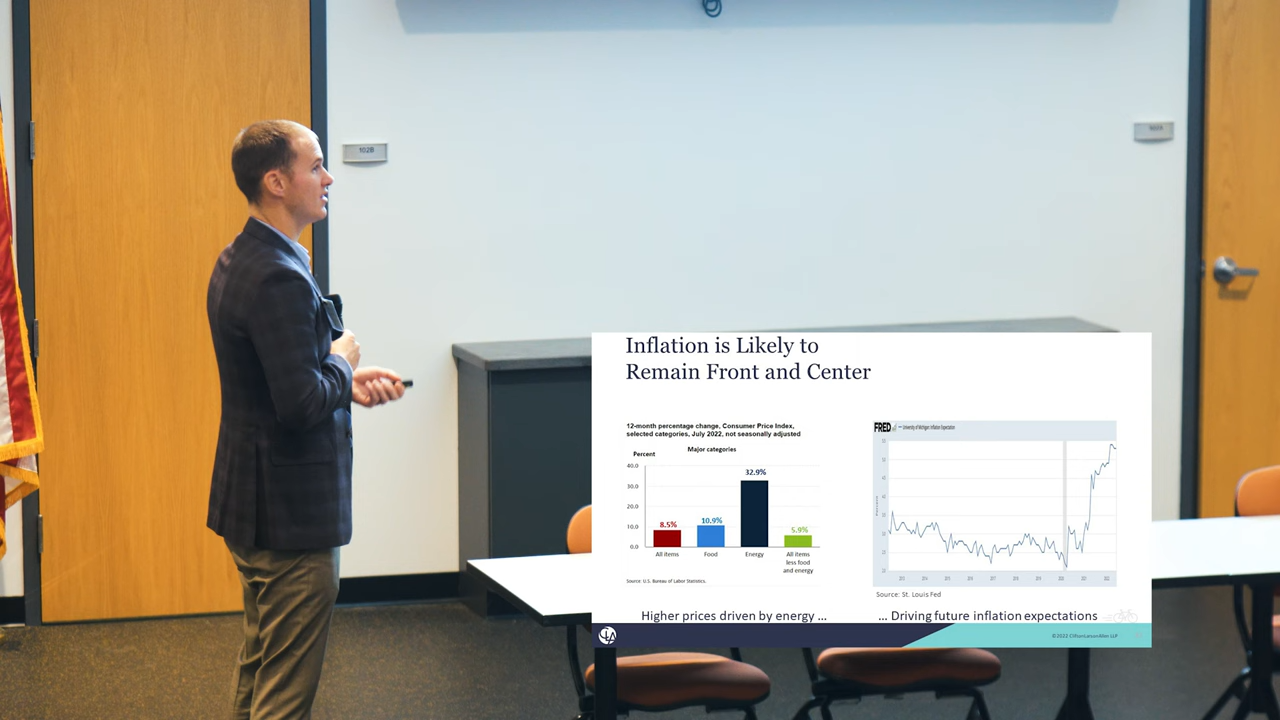 102B
Inflation is Likely to
Remain Front and Center
12-month percentage change, Consumer Price Index,
selected categories, July 2022, not seasonally adjusted
Major categories
Percent
40.0
30.0
20.0
10.0
0.0
8.5%
10.9%
32.9%
5.9%
All items
Food
Energy
All items
less food
and energy
Source: U.S. Bureau of Labor Statistics.
Higher prices driven by energy ...
FRED — University of Michigan: Inflation Expectation
Source: St. Louis Fed
... Driving future inflation expectations
CLA
©2022 CliftonLarsonAllen LLP